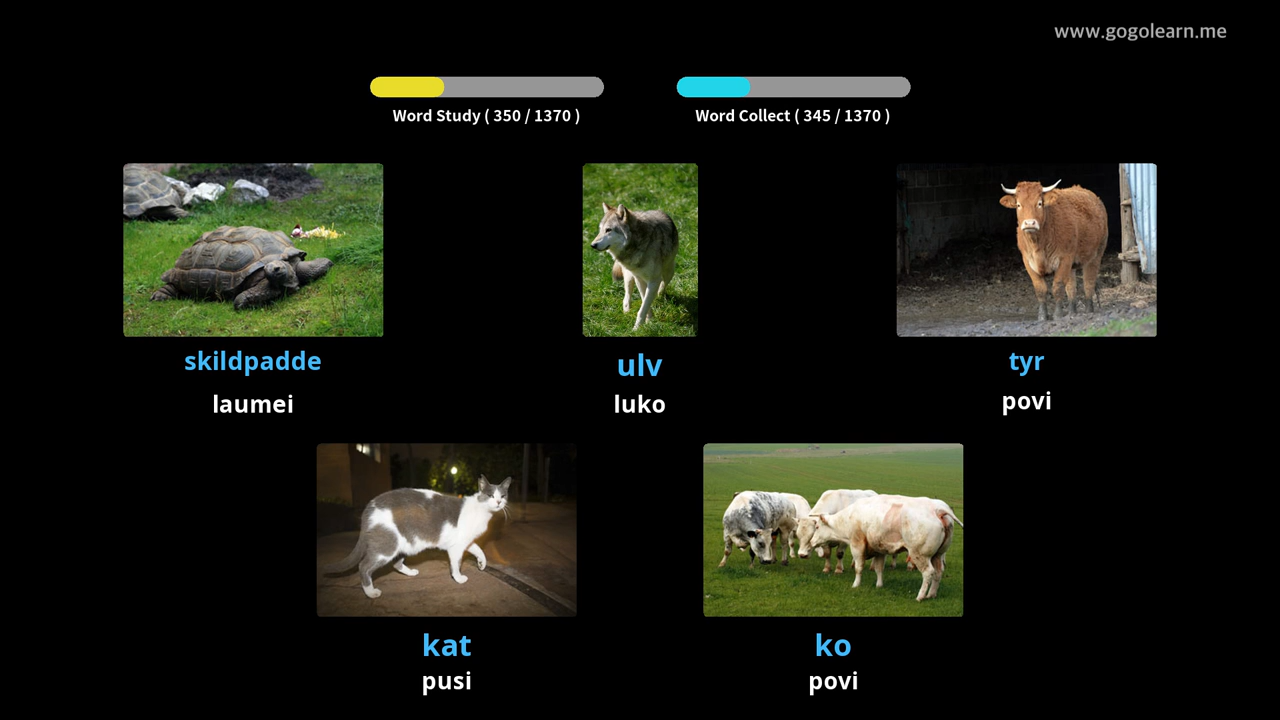 www.gogolearn.me
Word Study ( 350 / 1370 )
Word Collect ( 345 / 1370 )
skildpadde
laumei
ulv
luko
tyr
povi
kat
pusi
ko
povi